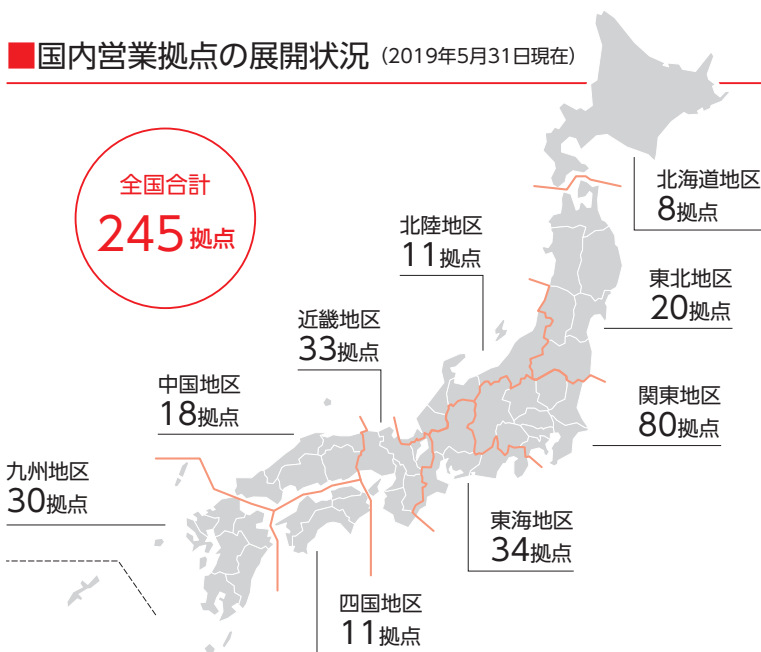 ■国内営業拠点の展開状況（2019年5月31日現在）
全国合計
245拠点
北海道地区
8拠点
北陸地区
11拠点
東北地区
20拠点
近畿地区
33拠点
中国地区
18拠点
関東地区
80拠点
九州地区
30拠点
東海地区
34拠点
四国地区
11拠点